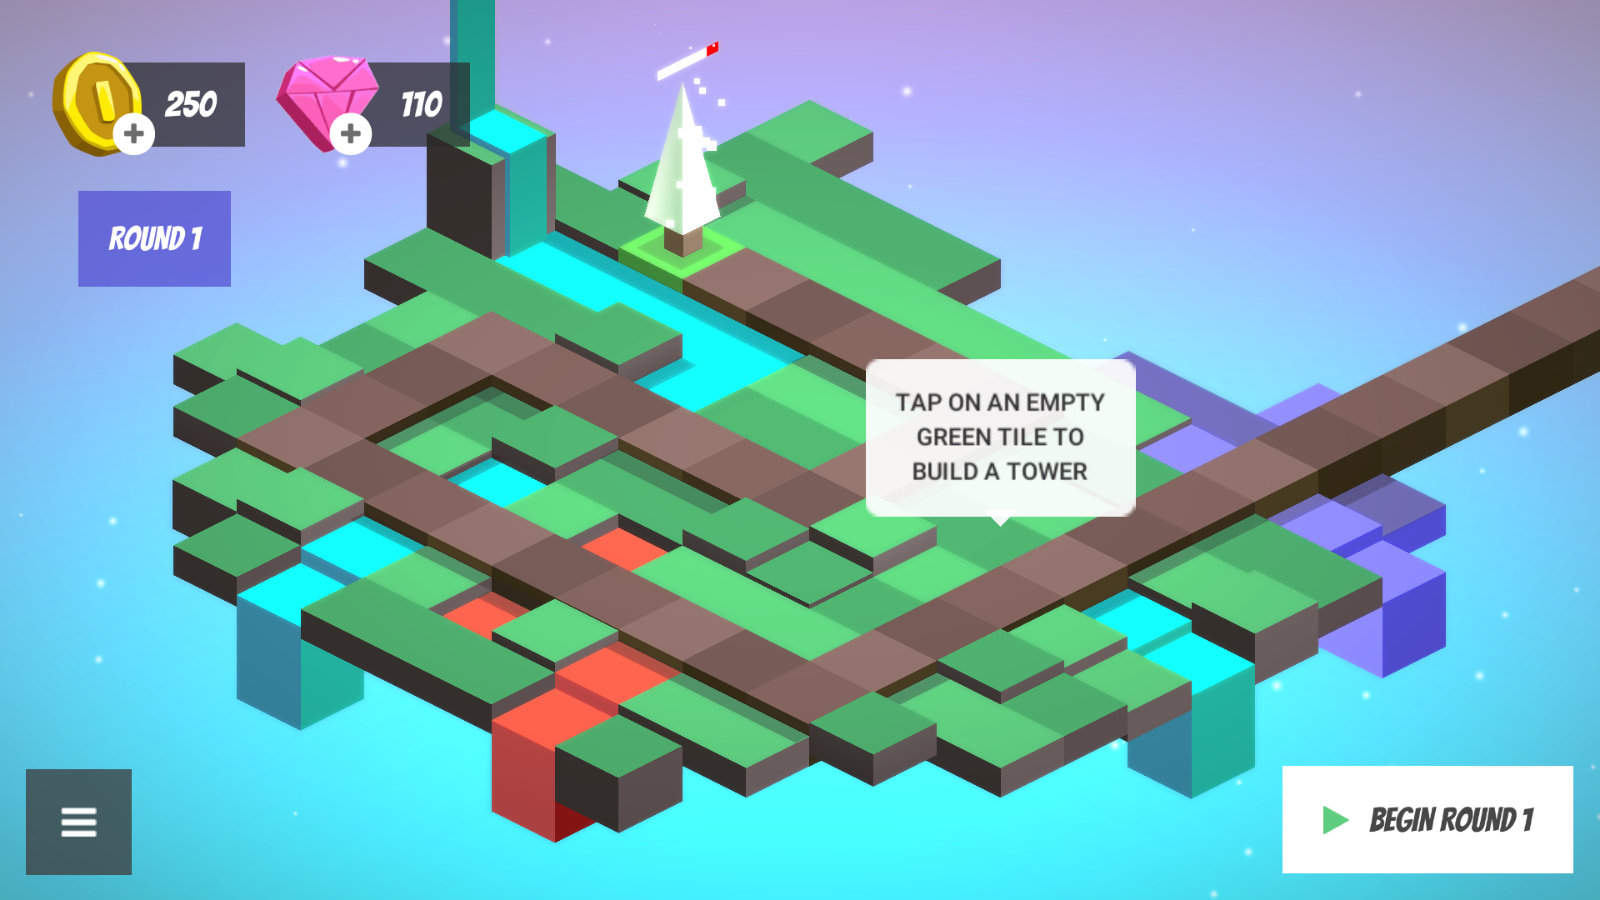 250
110
ROUND 1
TAP ON AN EMPTY
GREEN TILE TO
BUILD A TOWER
BEGIN ROUND 1